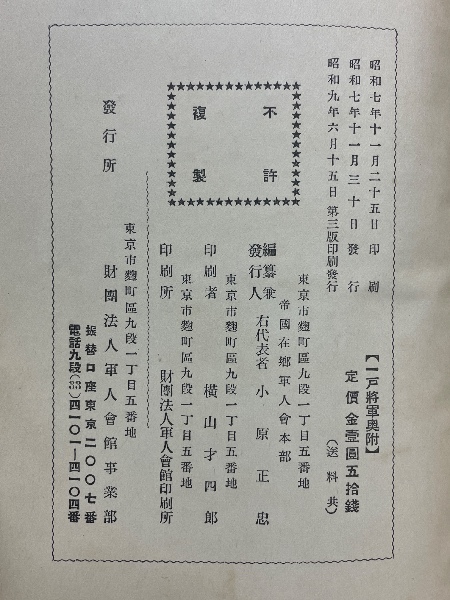 昭和七年十一月二十五日印刷
昭和七年十一月三十日發行
昭和九年六月十五日第三版印刷發行
【一戸將軍奧附】
定價金壹圓五拾錢
（送料共）
不許
複製
東京市麴町區九段一丁目五番地
帝國在鄕軍人會本部
編纂兼
發行人 右代表者 小原正忠
東京市麴町區九段一丁目五番地
印刷者 橫山才四郎
東京市麴町區九段一丁目五番地
印刷所 財團法人軍人會館印刷所
東京市麴町區九段一丁目五番地
發行所 財團法人軍人會館事業部
振替口座東京二〇〇七番
電話九段（33）四一〇一―四一〇四番